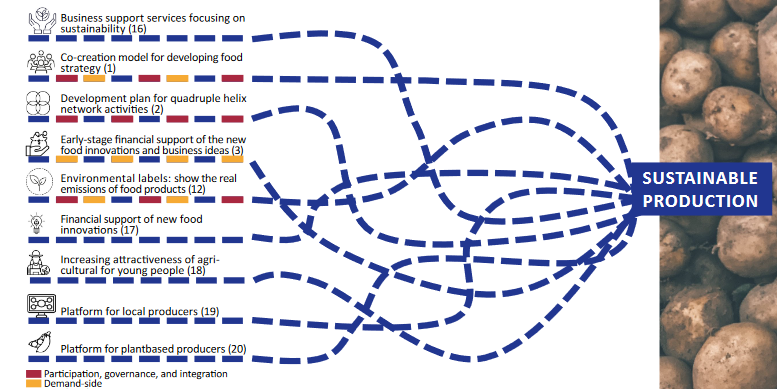 Business support services focusing on
sustainability (16)
Co-creation model for developing food
strategy (1)
Development plan for quadruple helix
network activities (2)
Early-stage financial support of the new
food innovations and business ideas (3)
Environmental labels: show the real
emissions of food products (12)
Financial support of new food
innovations (17)
Increasing attractiveness of agri-
cultural for young people (18)
Platform for local producers (19)
Platform for plantbased producers (20)
Participation, governance, and integration
Demand-side
SUSTAINABLE
PRODUCTION